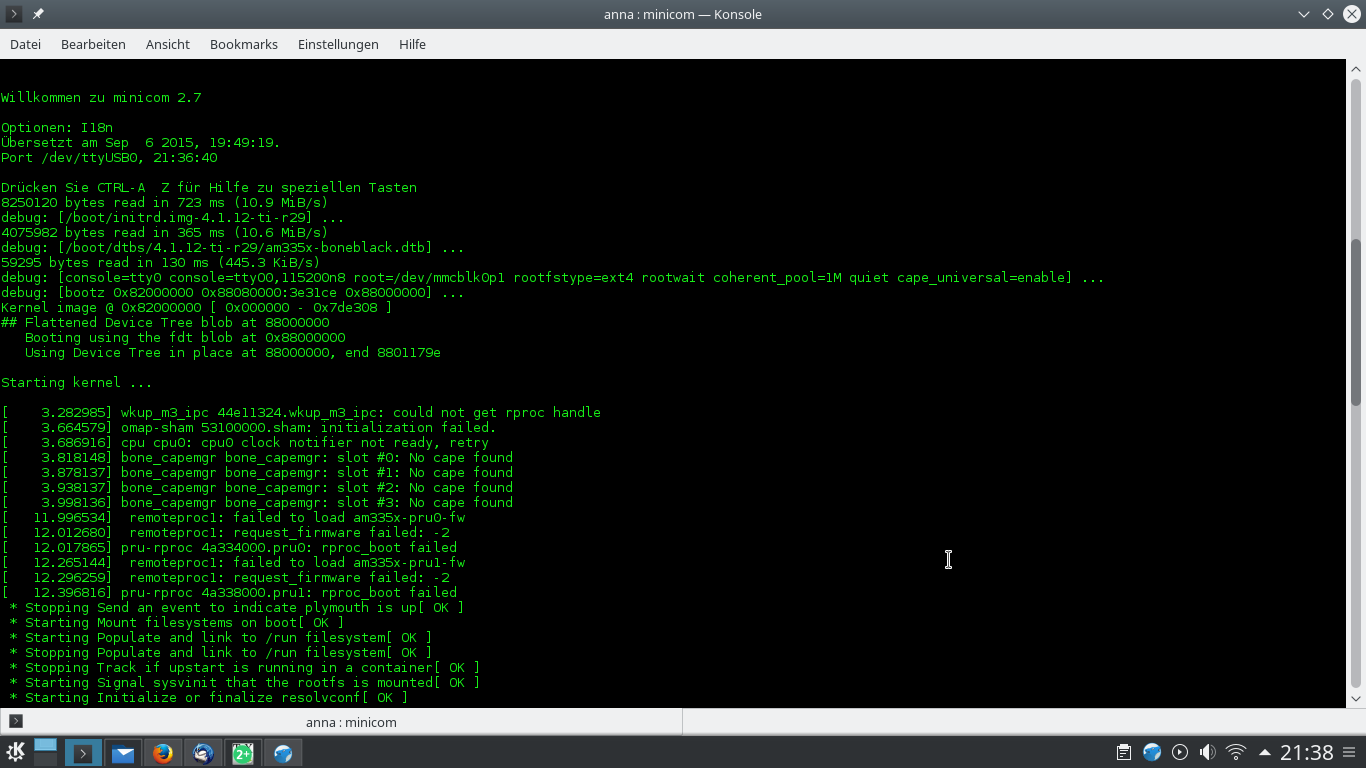 anna : minicom — Konsole
Datei Bearbeiten Ansicht Bookmarks Einstellungen Hilfe
Willkommen zu minicom 2.7
Optionen: I18n
Übersetzt am Sep  6 2015, 19:49:19.
Port /dev/ttyUSB0, 21:36:40
Drücken Sie CTRL-A  Z für Hilfe zu speziellen Tasten
8250120 bytes read in 723 ms (10.9 MiB/s)
debug: [/boot/initrd.img-4.1.12-ti-r29] ...
4075982 bytes read in 365 ms (10.6 MiB/s)
debug: [/boot/dtbs/4.1.12-ti-r29/am335x-boneblack.dtb] ...
59295 bytes read in 130 ms (445.3 KiB/s)
debug: [console=tty0 console=ttyO0,115200n8 root=/dev/mmcblk0p1 rootfstype=ext4 rootwait coherent_pool=1M quiet cape_universal=enable] ...
debug: [bootz 0x82000000 0x88080000:3e31ce 0x88000000] ...
Kernel image @ 0x82000000 [ 0x000000 - 0x7de308 ]
## Flattened Device Tree blob at 88000000
   Booting using the fdt blob at 0x88000000
   Using Device Tree in place at 88000000, end 8801179e
Starting kernel ...
[    3.282985] wkup_m3_ipc 44e11324.wkup_m3_ipc: could not get rproc handle
[    3.664579] omap-sham 53100000.sham: initialization failed.
[    3.686916] cpu cpu0: cpu0 clock notifier not ready, retry
[    3.818148] bone_capemgr bone_capemgr: slot #0: No cape found
[    3.878137] bone_capemgr bone_capemgr: slot #1: No cape found
[    3.938137] bone_capemgr bone_capemgr: slot #2: No cape found
[    3.998136] bone_capemgr bone_capemgr: slot #3: No cape found
[   11.996534]  remoteproc1: failed to load am335x-pru0-fw
[   12.012680]  remoteproc1: request_firmware failed: -2
[   12.017865] pru-rproc 4a334000.pru0: rproc_boot failed
[   12.265144]  remoteproc1: failed to load am335x-pru1-fw
[   12.296259]  remoteproc1: request_firmware failed: -2
[   12.396816] pru-rproc 4a338000.pru1: rproc_boot failed
 * Stopping Send an event to indicate plymouth is up[ OK ]
 * Starting Mount filesystems on boot[ OK ]
 * Starting Populate and link to /run filesystem[ OK ]
 * Stopping Populate and link to /run filesystem[ OK ]
 * Stopping Track if upstart is running in a container[ OK ]
 * Starting Signal sysvinit that the rootfs is mounted[ OK ]
 * Starting Initialize or finalize resolvconf[ OK ]
anna : minicom
2+
21:38